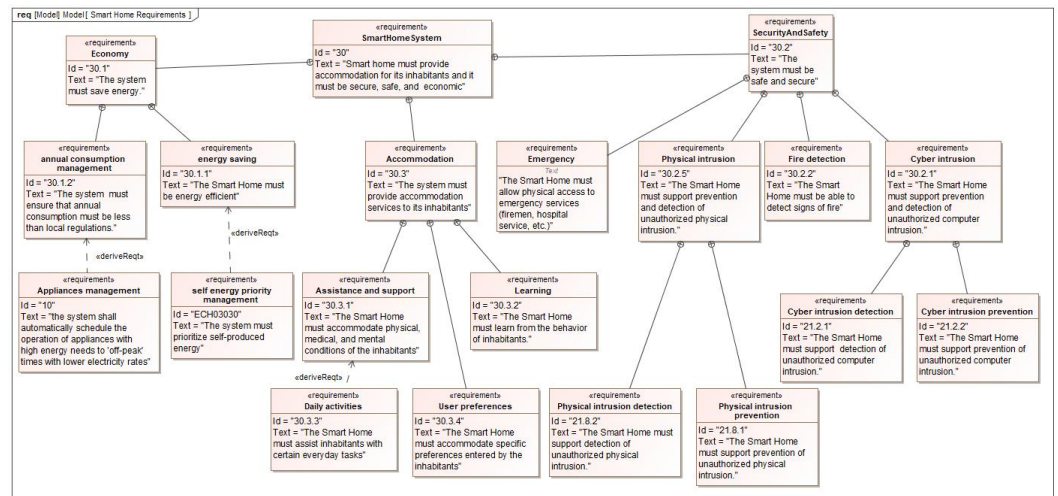 req [Model] Model [ Smart Home Requirements ]
«requirement»
Economy
Id = "30.1"
Text = "The system
must save energy."
«requirement»
SmartHomeSystem
Id = "30"
Text = "Smart home must provide
accommodation for its inhabitants and it
must be secure, safe, and economic"
«requirement»
SecurityAndSafety
Id = "30.2"
Text = "The
system must be
safe and secure"
«requirement»
annual consumption
management
Id = "30.1.2"
Text = "The system must
ensure that annual
consumption must be less
than local regulations."
«requirement»
energy saving
Id = "30.1.1"
Text = "The Smart Home must
be energy efficient"
«requirement»
Accommodation
Id = "30.3"
Text = "The system must
provide accommodation
services to its inhabitants"
«requirement»
Emergency
Text
"The Smart Home must
allow physical access to
emergency services
(firemen, hospital
service, etc.)"
«requirement»
Physical intrusion
Id = "30.2.5"
Text = "The Smart Home
must support prevention
and detection of
unauthorized physical
intrusion."
«requirement»
Fire detection
Id = "30.2.2"
Text = "The Smart
Home must be able to
detect signs of fire"
«requirement»
Cyber intrusion
Id = "30.2.1"
Text = "The Smart Home
must support prevention
and detection of
unauthorized computer
intrusion."
«deriveReqt»
«deriveReqt»
«requirement»
Appliances management
Id = "10"
Text = "the system shall
automatically schedule the
operation of appliances with
high energy needs to 'off-peak'
times with lower electricity rates
«requirement»
self energy priority
management
Id = "ECH03030"
Text = "The system must
prioritize self-produced
energy"
«requirement»
Assistance and support
Id = "30.3.1"
Text = "The Smart Home
must accommodate physical,
medical, and mental
conditions of the inhabitants"
«requirement»
Learning
Id = "30.3.2"
Text = "The Smart Home
must learn from the behavior
of inhabitants."
«requirement»
Cyber intrusion detection
Id = "21.2.1"
Text = "The Smart Home
must support detection of
unauthorized computer
intrusion."
«requirement»
Cyber intrusion prevention
Id = "21.2.2"
Text = "The Smart Home
must support prevention of
unauthorized computer
intrusion."
«deriveReqt»
«requirement»
Daily activities
Id = "30.3.3"
Text = "The Smart Home
must assist inhabitants with
certain everyday tasks"
«requirement»
User preferences
Id = "30.3.4"
Text = "The Smart Home
must accommodate specific
preferences entered by the
inhabitants"
«requirement»
Physical intrusion detection
Id = "21.8.2"
Text = "The Smart Home must
support detection of
unauthorized physical
intrusion."
«requirement»
Physical intrusion
prevention
Id = "21.8.1"
Text = "The Smart Home
must support prevention of
unauthorized physical
intrusion."